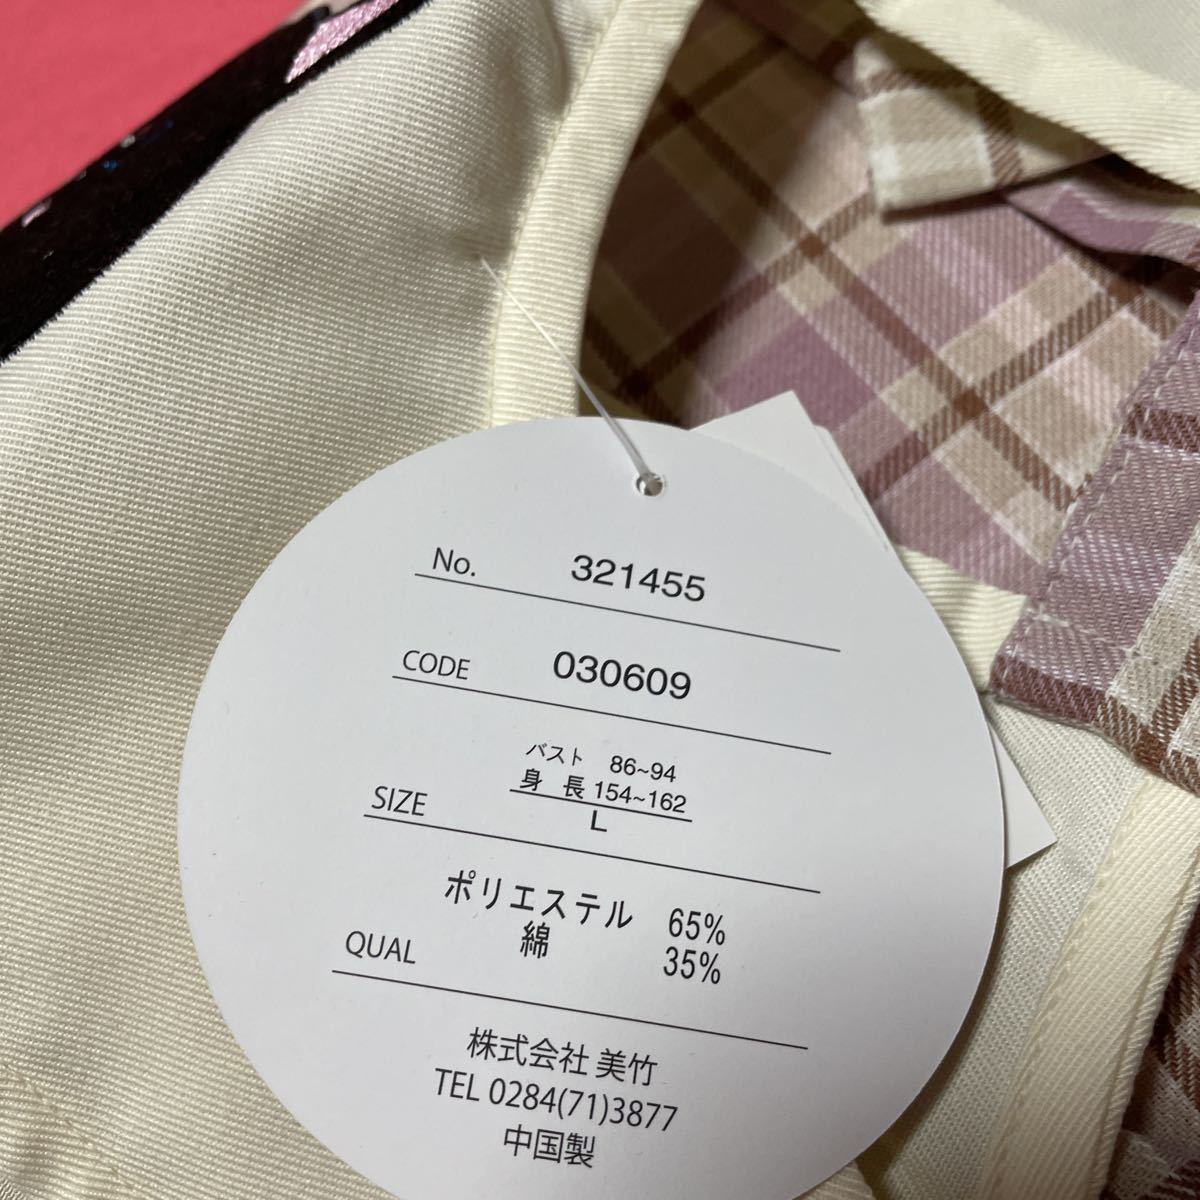 No. 321455
CODE 030609
バスト 86~94
身 長 154~162
SIZE L
ポリエステル 65%
QUAL 綿 35%
株式会社 美竹
TEL 0284(71)3877
中国製